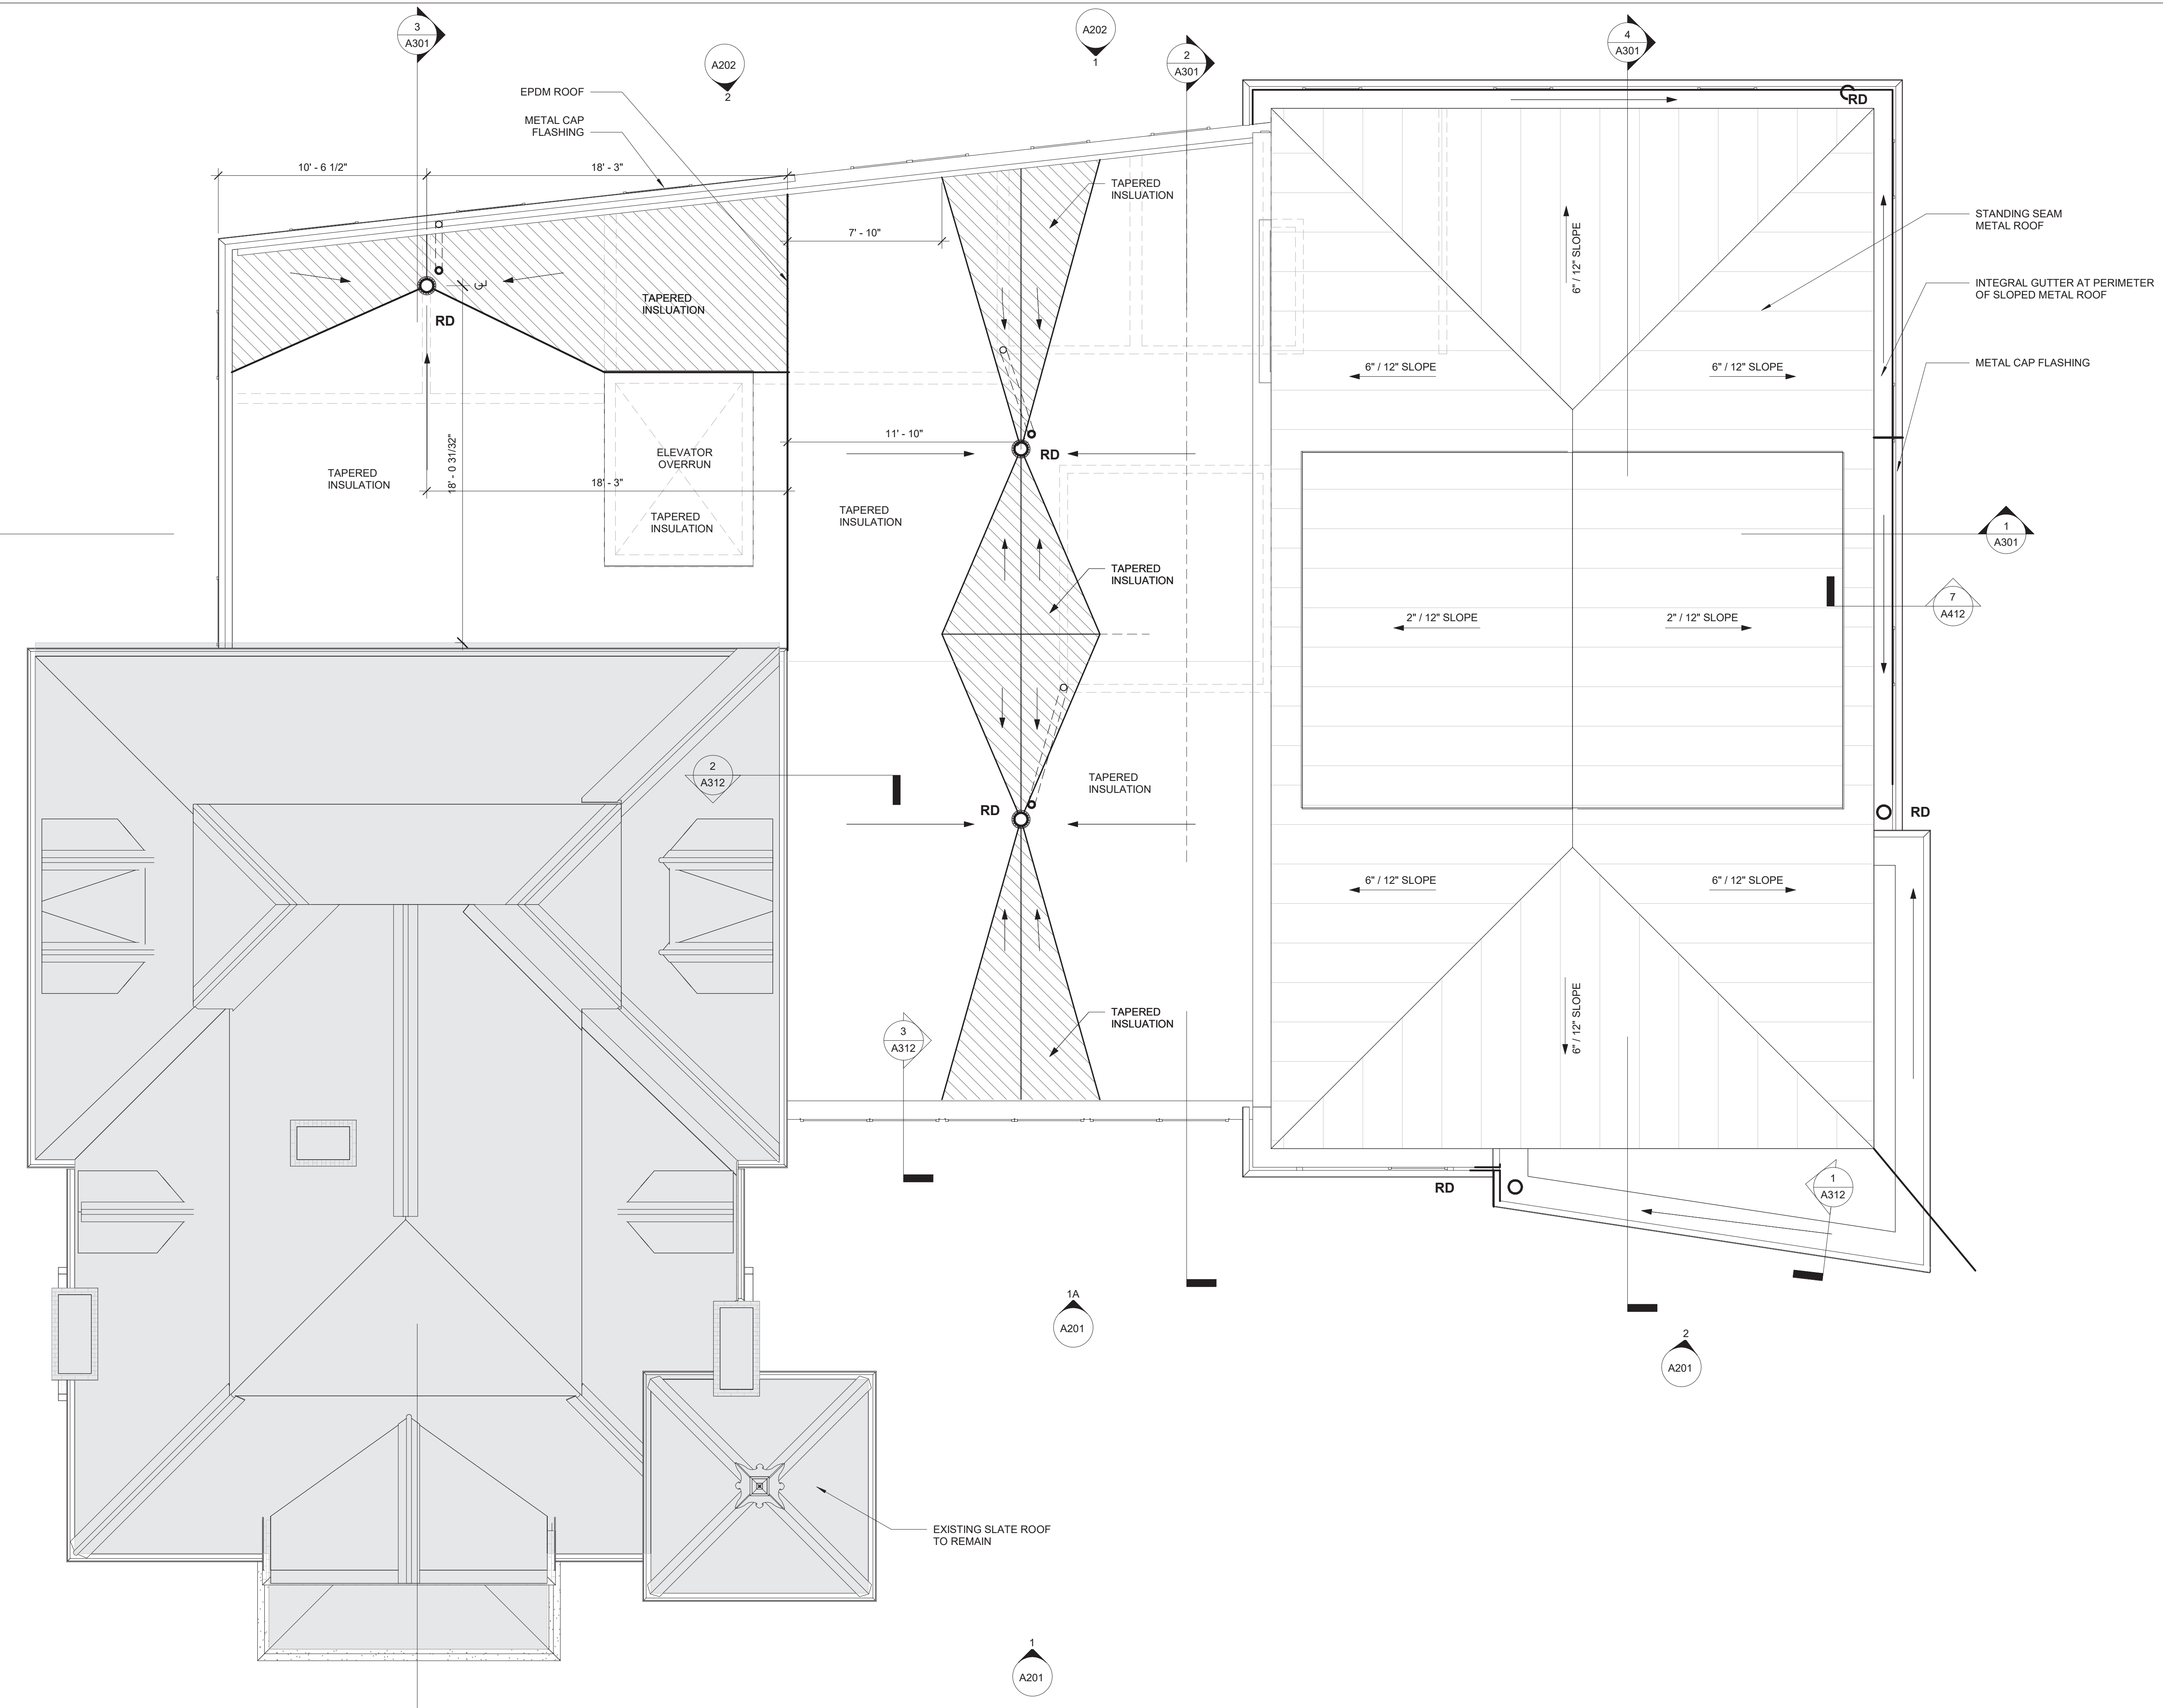 3
A301
A202
2
A202
1
2
A301
4
A301
EPDM ROOF
METAL CAP
FLASHING
RD
10' - 6 1/2"
18' - 3"
TAPERED
INSLUATION
7' - 10"
STANDING SEAM
METAL ROOF
6" / 12" SLOPE
INTEGRAL GUTTER AT PERIMETER
OF SLOPED METAL ROOF
TAPERED
INSLUATION
RD
METAL CAP FLASHING
6" / 12" SLOPE
6" / 12" SLOPE
11' - 10"
RD
ELEVATOR
OVERRUN
18' - 0 31/32"
TAPERED
INSULATION
18' - 3"
TAPERED
INSULATION
TAPERED
INSULATION
1
A301
TAPERED
INSLUATION
7
A412
2" / 12" SLOPE
2" / 12" SLOPE
2
A312
TAPERED
INSULATION
RD
RD
6" / 12" SLOPE
6" / 12" SLOPE
TAPERED
INSLUATION
6" / 12" SLOPE
3
A312
RD
1
A312
1A
A201
2
A201
EXISTING SLATE ROOF
TO REMAIN
1
A201